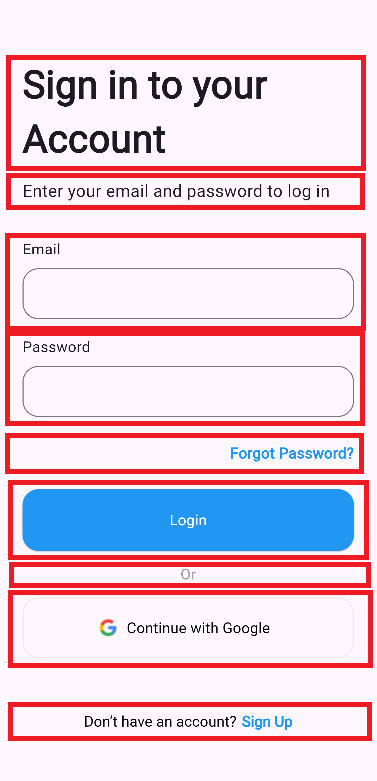 Sign in to your
Account
Enter your email and password to log in
Email
Password
Forgot Password?
Login
Or
Continue with Google
Don't have an account? Sign Up